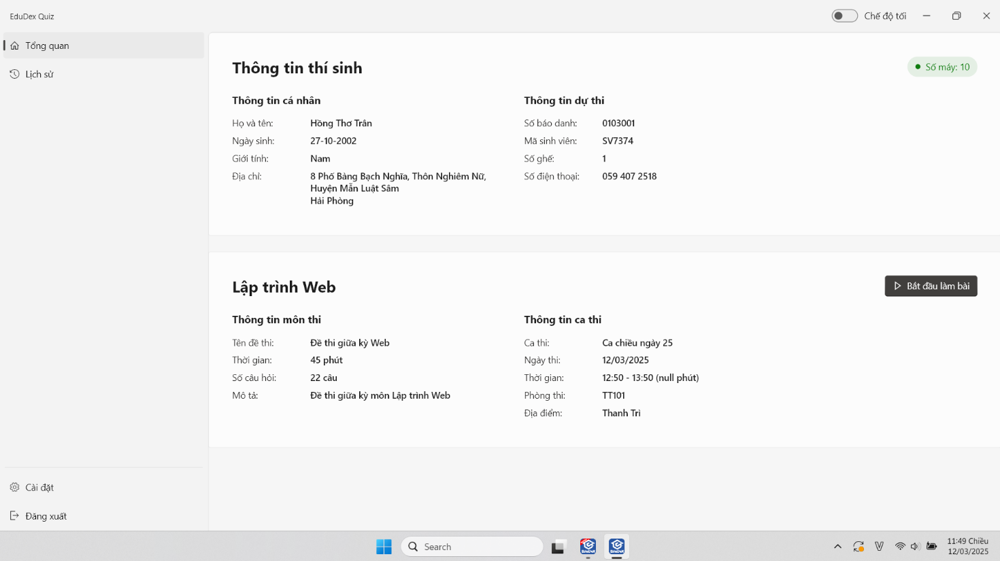 EduDex Quiz
Chế độ tối
Tổng quan
Lịch sử
Thông tin thí sinh
Số máy: 10
Thông tin cá nhân
Họ và tên: Hồng Thơ Trân
Ngày sinh: 27-10-2002
Giới tính: Nam
Địa chỉ: 8 Phố Bàng Bạch Nghĩa, Thôn Nghiêm Nữ,
Huyện Mẫn Luật Sâm
Hải Phòng
Thông tin dự thi
Số báo danh: 0103001
Mã sinh viên: SV7374
Số ghế: 1
Số điện thoại: 059 407 2518
Lập trình Web
Bắt đầu làm bài
Thông tin môn thi
Tên đề thi: Đề thi giữa kỳ Web
Thời gian: 45 phút
Số câu hỏi: 22 câu
Mô tả: Đề thi giữa kỳ môn Lập trình Web
Thông tin ca thi
Ca thi: Ca chiều ngày 25
Ngày thi: 12/03/2025
Thời gian: 12:50 - 13:50 (null phút)
Phòng thi: TT101
Địa điểm: Thanh Trì
Cài đặt
Đăng xuất
Search
11:49 Chiều
12/03/2025